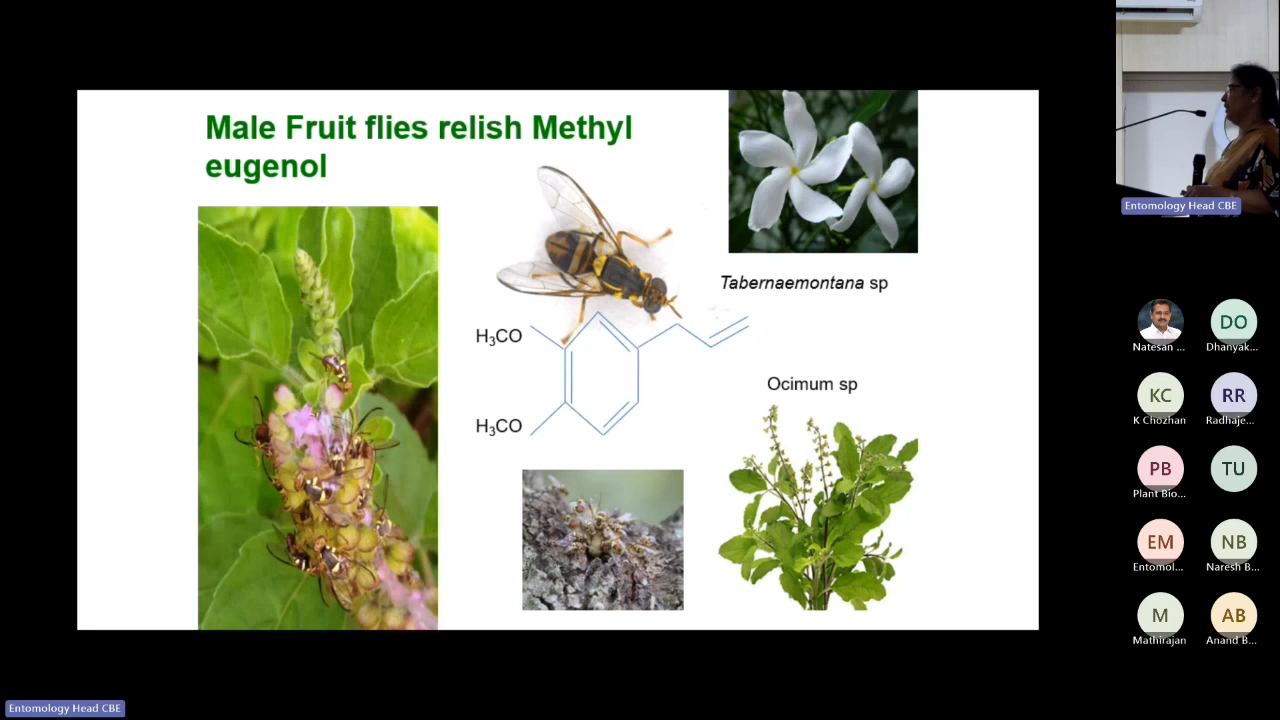 Male Fruit flies relish Methyl
eugenol
Tabernaemontana sp
H3CO
Ocimum sp
H3CO
Entomology Head CBE
Natesan ...
DO
Dhanyak...
KC
K Chozhan
RR
Radhaje...
PB
Plant Bio...
TU
EM
Entomol...
NB
Naresh B...
M
Mathirajan
AB
Anand B...
Entomology Head CBE